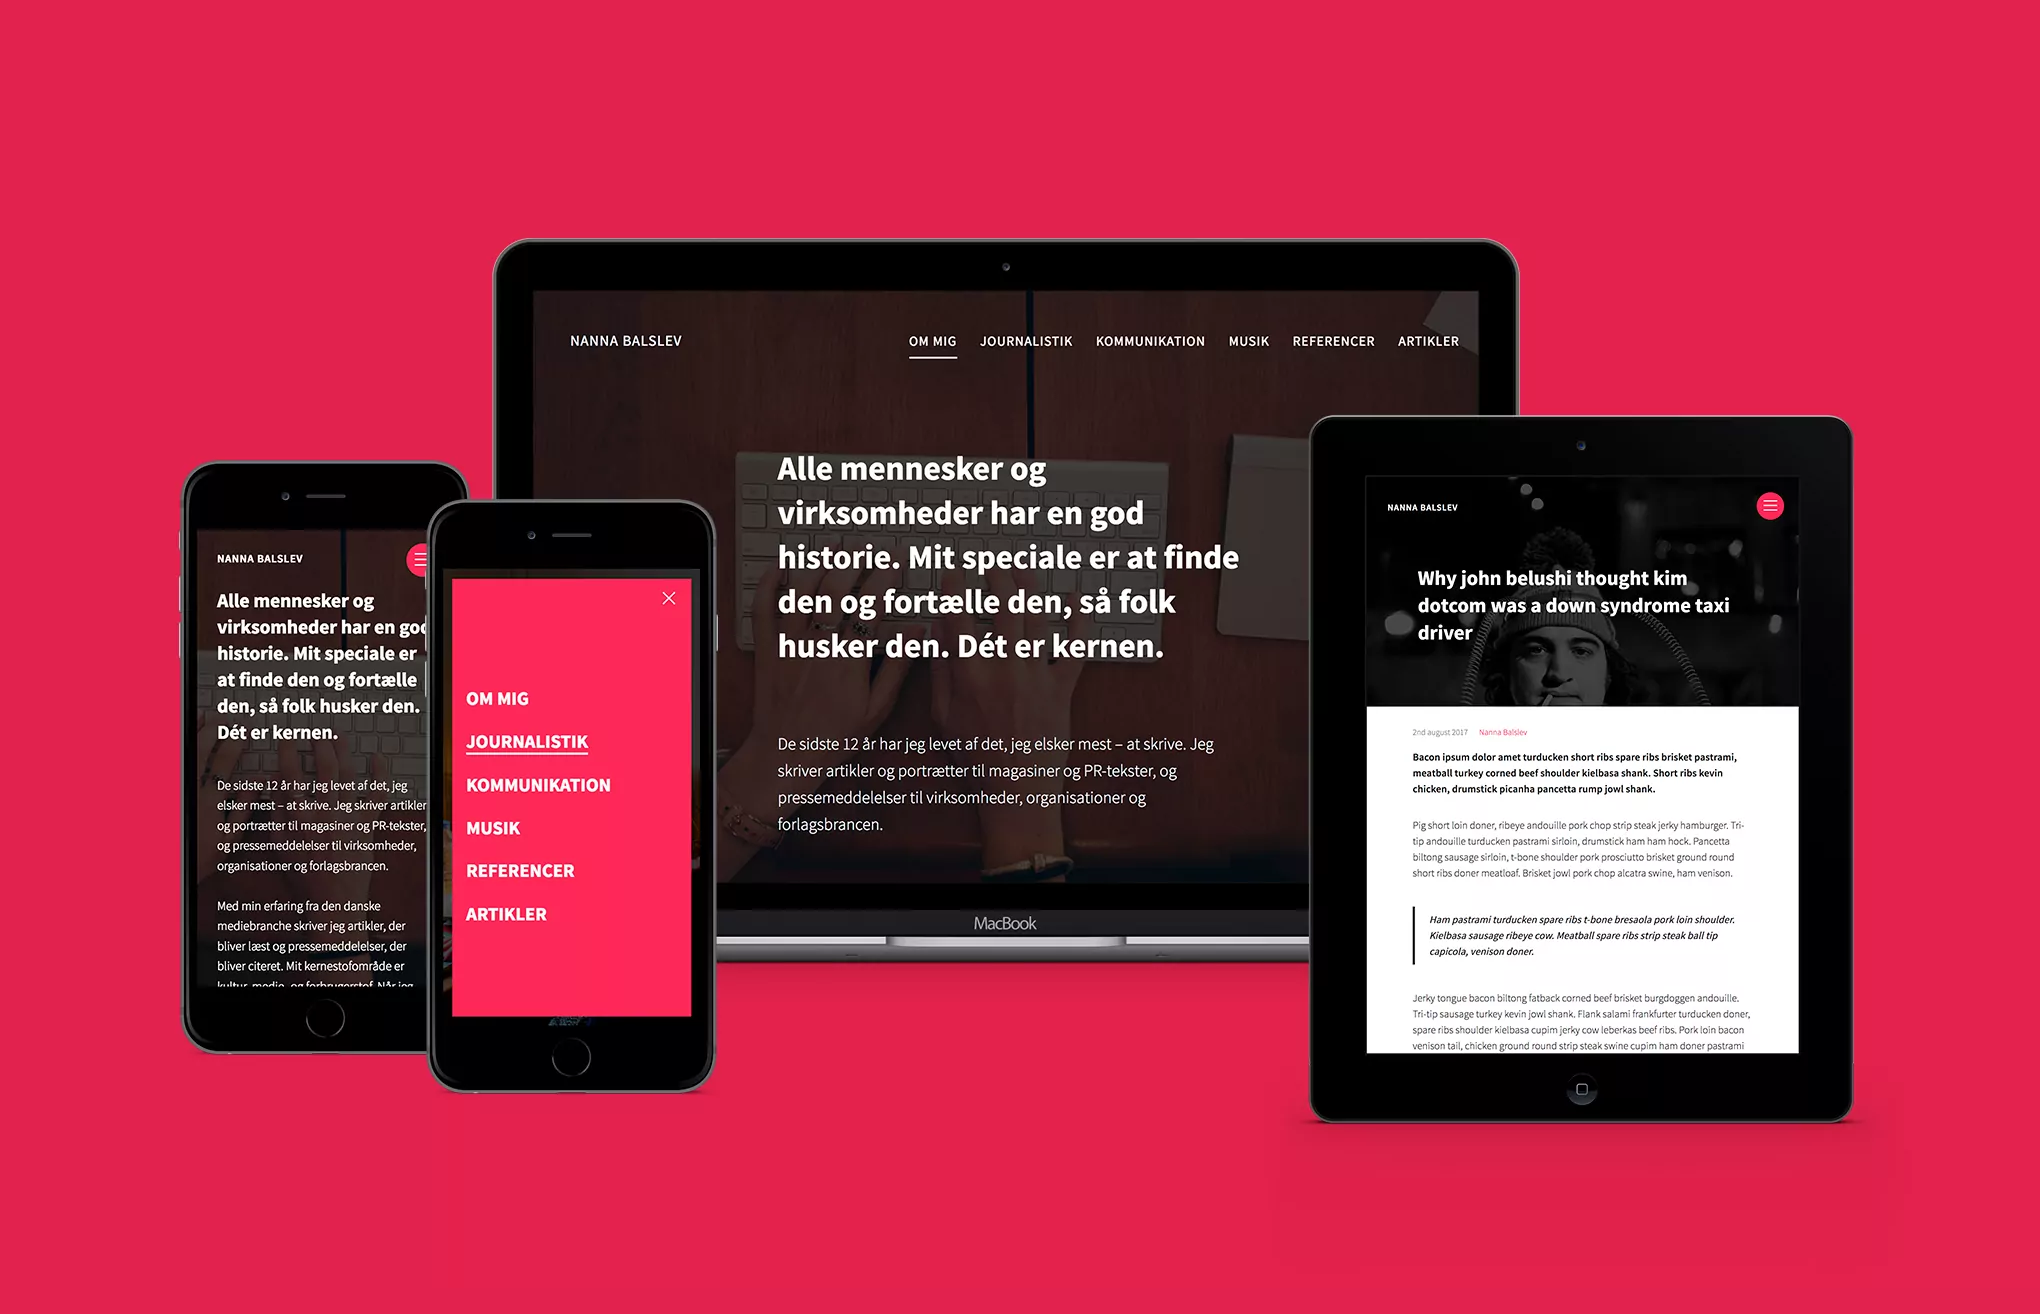 NANNA BALSLEV
OM MIG JOURNALISTIK KOMMUNIKATION MUSIK REFERENCER ARTIKLER
Alle mennesker og
virksomheder har en god
historie. Mit speciale er at finde
den og fortælle den, så folk
husker den. Dét er kernen.
De sidste 12 år har jeg levet af det, jeg elsker mest – at skrive. Jeg
skriver artikler og portrætter til magasiner og PR-tekster, og
pressemeddelelser til virksomheder, organisationer og
forlagsbrancen.
MacBook
NANNA BALSLEV
Alle mennesker og
virksomheder har en god
historie. Mit speciale er
at finde den og fortælle
den, så folk husker den.
Dét er kernen.
De sidste 12 år har jeg levet af det, jeg
elsker mest – at skrive. Jeg skriver artikler
og portrætter til magasiner og PR-tekster,
og pressemeddelelser til virksomheder,
organisationer og forlagsbrancen.
Med min erfaring fra den danske
mediebranche skriver jeg artikler, der
bliver læst og pressemeddelelser, der
bliver citeret. Mit kernestofområde er
kultur, medie, og forbrugerstof. Når jeg
OM MIG
JOURNALISTIK
KOMMUNIKATION
MUSIK
REFERENCER
ARTIKLER
NANNA BALSLEV
Why john belushi thought kim
dotcom was a down syndrome taxi
driver
2nd august 2017 Nanna Balslev
Bacon ipsum dolor amet turducken short ribs spare ribs brisket pastrami,
meatball turkey corned beef shoulder kielbasa shank. Short ribs kevin
chicken, drumstick picanha pancetta rump jowl shank.
Pig short loin doner, ribeye andouille pork chop strip steak jerky hamburger. Tri-
tip andouille turducken pastrami sirloin, drumstick ham ham hock. Pancetta
biltong sausage sirloin, t-bone shoulder pork prosciutto brisket ground round
short ribs doner meatloaf. Brisket jowl pork chop alcatra swine, ham venison.
Ham pastrami turducken spare ribs t-bone bresaola pork loin shoulder.
Kielbasa sausage ribeye cow. Meatball spare ribs strip steak ball tip
capicola, venison doner.
Jerky tongue bacon biltong fatback corned beef brisket burgdoggen andouille.
Tri-tip sausage turkey kevin jowl shank. Flank salami frankfurter turducken doner,
spare ribs shoulder kielbasa cupim jerky cow leberkas beef ribs. Pork loin bacon
venison tail, chicken ground round strip steak swine cupim ham doner pastrami